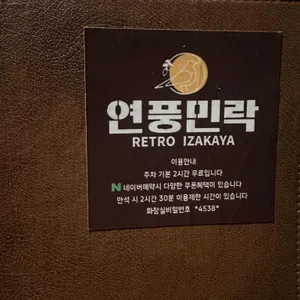 연풍민락
RETRO IZAKAYA
이용안내
주차 기본 2시간 무료입니다
N 네이버예약시 다양한 쿠폰혜택이 있습니다
만석 시 2시간 30분 이용제한 시간이 있습니다
화장실비밀번호 *4538*